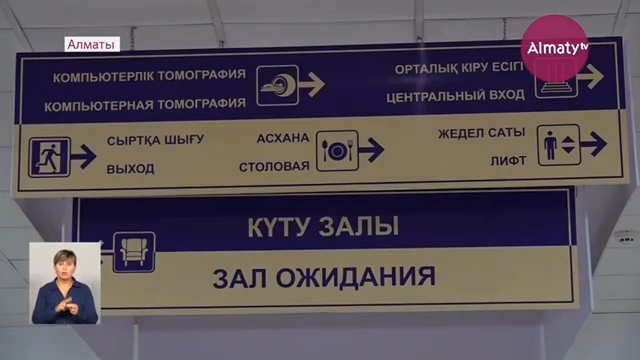 Алматы
Almaty tv
КОМПЬЮТЕРЛІК ТОМОГРАФИЯ
КОМПЬЮТЕРНАЯ ТОМОГРАФИЯ
ОРТАЛЫҚ КІРУ ЕСІГІ
ЦЕНТРАЛЬНЫЙ ВХОД
СЫРТҚА ШЫҒУ
ВЫХОД
АСХАНА
СТОЛОВАЯ
ЖЕДЕЛ САТЫ
ЛИФТ
КҮТУ ЗАЛЫ
ЗАЛ ОЖИДАНИЯ